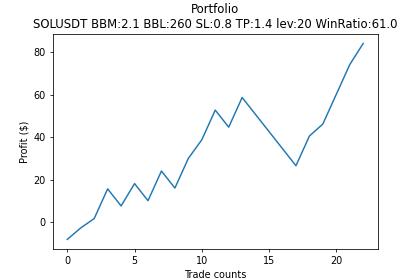 Portfolio
SOLUSDT BBM:2.1 BBL:260 SL:0.8 TP:1.4 lev:20 WinRatio:61.0
80
60
40
20
0
Profit ($)
0 5 10 15 20
Trade counts